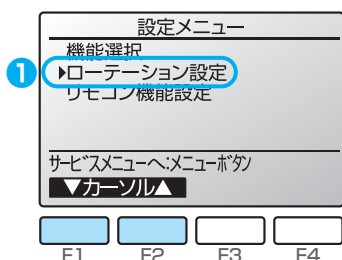 設定メニュー
機能選択
1 ▶ローテーション設定
リモコン機能設定
サービスメニューへ:メニューボタン
▼カーソル▲
F1 F2 F3 F4